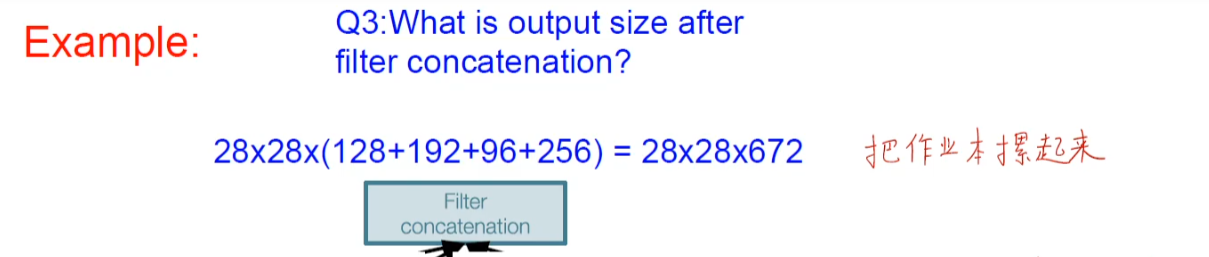 Example:
Q3:What is output size after
filter concatenation?
28x28x(128+192+96+256) = 28x28x672
把作业本摞起来
Filter
concatenation